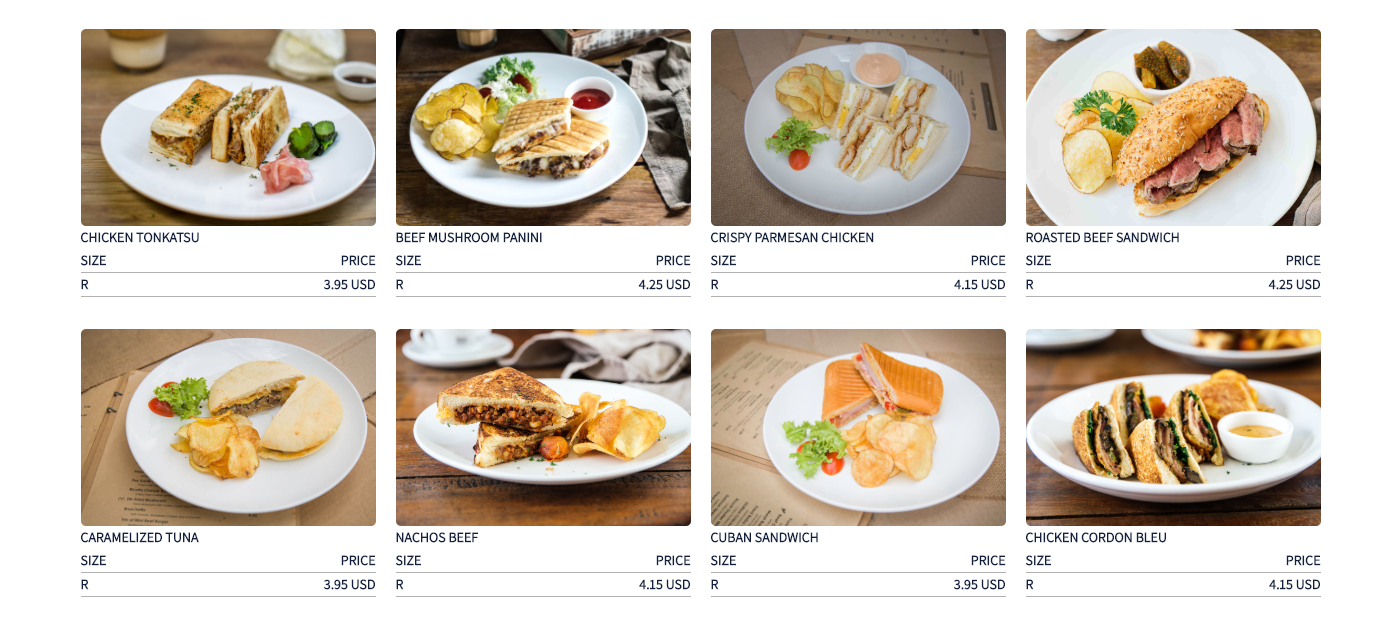 CHICKEN TONKATSU
SIZE PRICE
R 3.95 USD
BEEF MUSHROOM PANINI
SIZE PRICE
R 4.25 USD
CRISPY PARMESAN CHICKEN
SIZE PRICE
R 4.15 USD
ROASTED BEEF SANDWICH
SIZE PRICE
R 4.25 USD
CARAMELIZED TUNA
SIZE PRICE
R 3.95 USD
NACHOS BEEF
SIZE PRICE
R 4.15 USD
CUBAN SANDWICH
SIZE PRICE
R 3.95 USD
CHICKEN CORDON BLEU
SIZE PRICE
R 4.15 USD